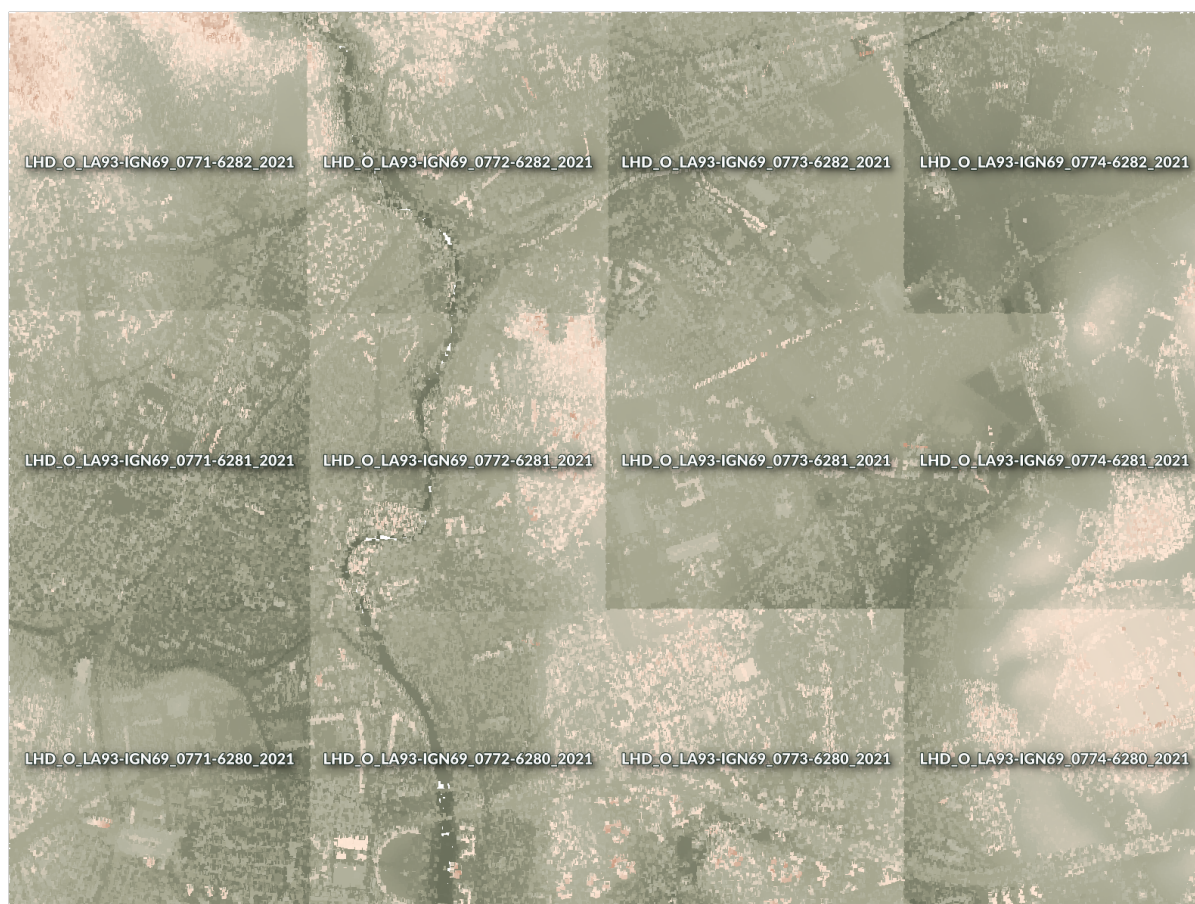 LHD_O_LA93-IGN69_0771-6282_2021
LHD_O_LA93-IGN69_0772-6282_2021
LHD_O_LA93-IGN69_0773-6282_2021
LHD_O_LA93-IGN69_0774-6282_2021
LHD_O_LA93-IGN69_0771-6281_2021
LHD_O_LA93-IGN69_0772-6281_2021
LHD_O_LA93-IGN69_0773-6281_2021
LHD_O_LA93-IGN69_0774-6281_2021
LHD_O_LA93-IGN69_0771-6280_2021
LHD_O_LA93-IGN69_0772-6280_2021
LHD_O_LA93-IGN69_0773-6280_2021
LHD_O_LA93-IGN69_0774-6280_2021